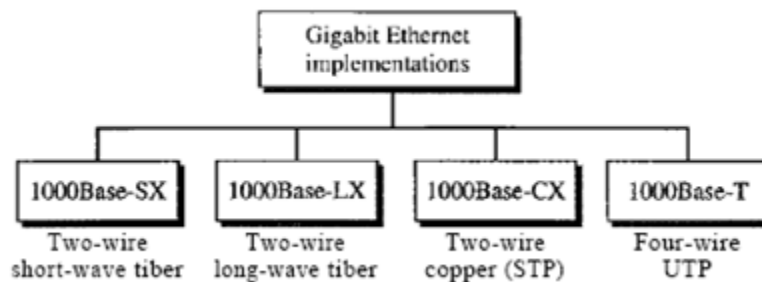 Gigabit Ethernet
implementations
1000Base-SX
1000Base-LX
1000Base-CX
1000Base-T
Two-wire
short-wave tiber
Two-wire
long-wave tiber
Two-wire
copper (STP)
Four-wire
UTP